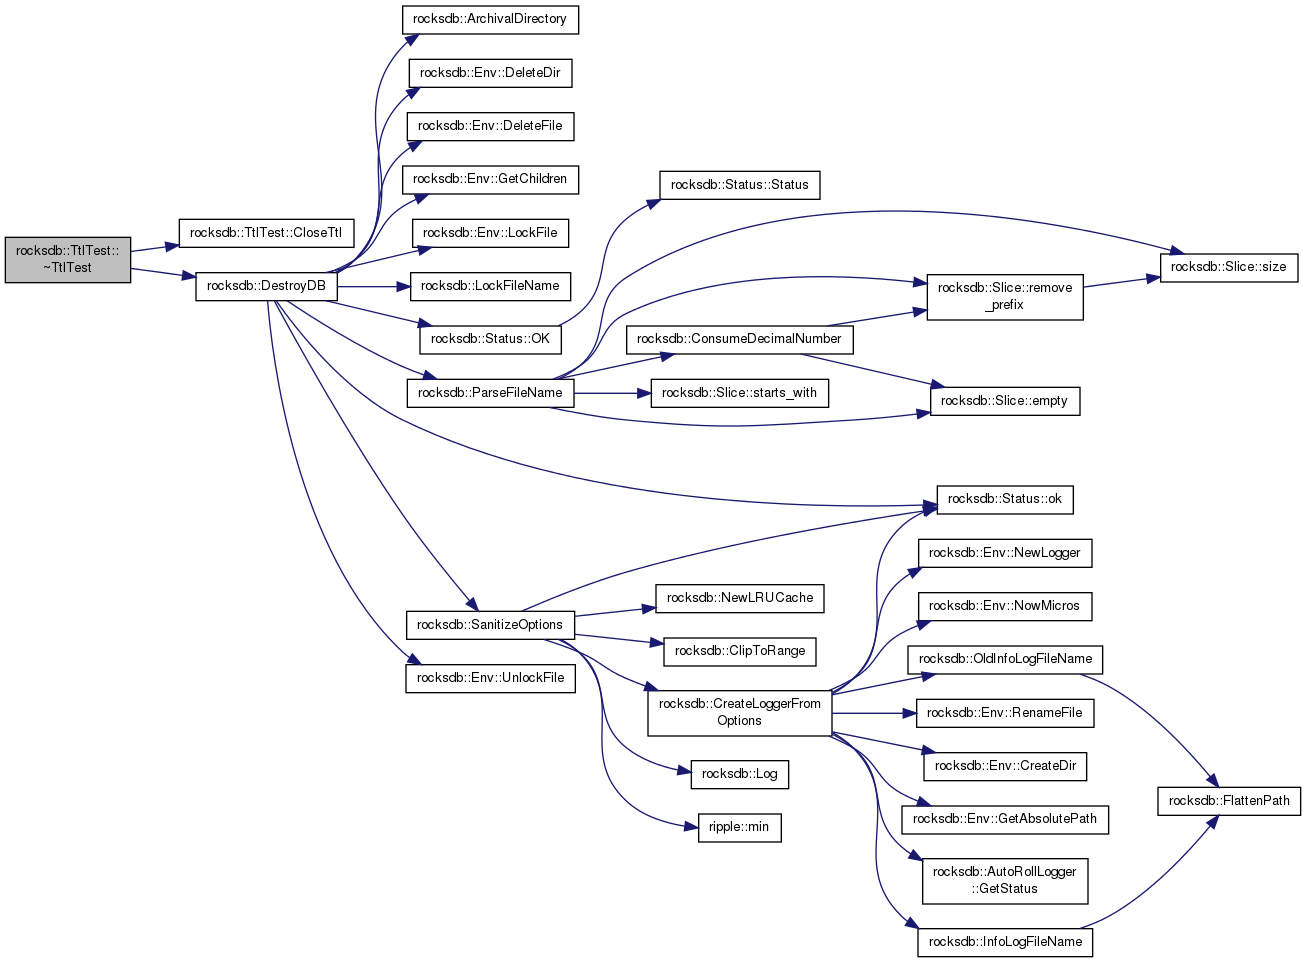 rocksdb::TtlTest::
~TtlTest
rocksdb::TtlTest::CloseTtl
rocksdb::DestroyDB
rocksdb::ArchivalDirectory
rocksdb::Env::DeleteDir
rocksdb::Env::DeleteFile
rocksdb::Env::GetChildren
rocksdb::Env::LockFile
rocksdb::LockFileName
rocksdb::Status::OK
rocksdb::ParseFileName
rocksdb::SanitizeOptions
rocksdb::Env::UnlockFile
rocksdb::Status::Status
rocksdb::ConsumeDecimalNumber
rocksdb::Slice::starts_with
rocksdb::NewLRUCache
rocksdb::ClipToRange
rocksdb::CreateLoggerFrom
Options
rocksdb::Log
ripple::min
rocksdb::Slice::remove
_prefix
rocksdb::Slice::empty
rocksdb::Status::ok
rocksdb::Env::NewLogger
rocksdb::Env::NowMicros
rocksdb::OldInfoLogFileName
rocksdb::Env::RenameFile
rocksdb::Env::CreateDir
rocksdb::Env::GetAbsolutePath
rocksdb::AutoRollLogger
::GetStatus
rocksdb::InfoLogFileName
rocksdb::Slice::size
rocksdb::FlattenPath